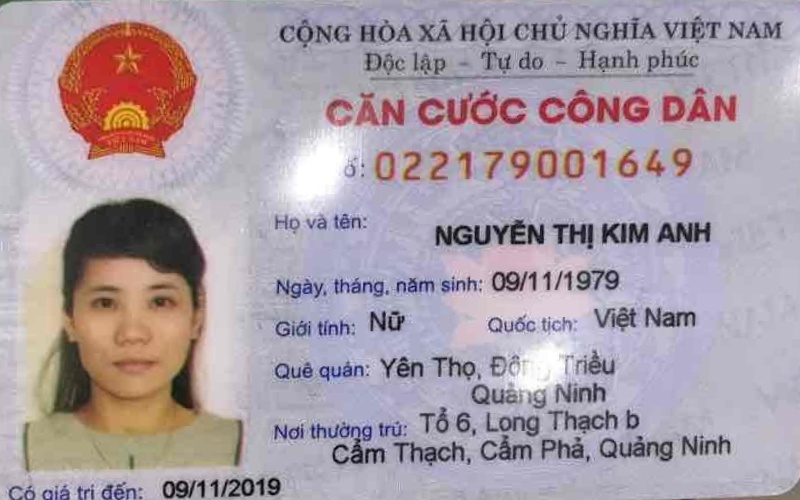 CỘNG HÒA XÃ HỘI CHỦ NGHĨA VIỆT NAM
Độc lập - Tự do - Hạnh phúc
CĂN CƯỚC CÔNG DÂN
Số: 022179001649
Họ và tên: NGUYỄN THỊ KIM ANH
Ngày, tháng, năm sinh: 09/11/1979
Giới tính: Nữ Quốc tịch: Việt Nam
Quê quán: Yên Thọ, Đông Triều
Quảng Ninh
Nơi thường trú: Tổ 6, Long Thạch b
Cẩm Thạch, Cẩm Phả, Quảng Ninh
Có giá trị đến: 09/11/2019